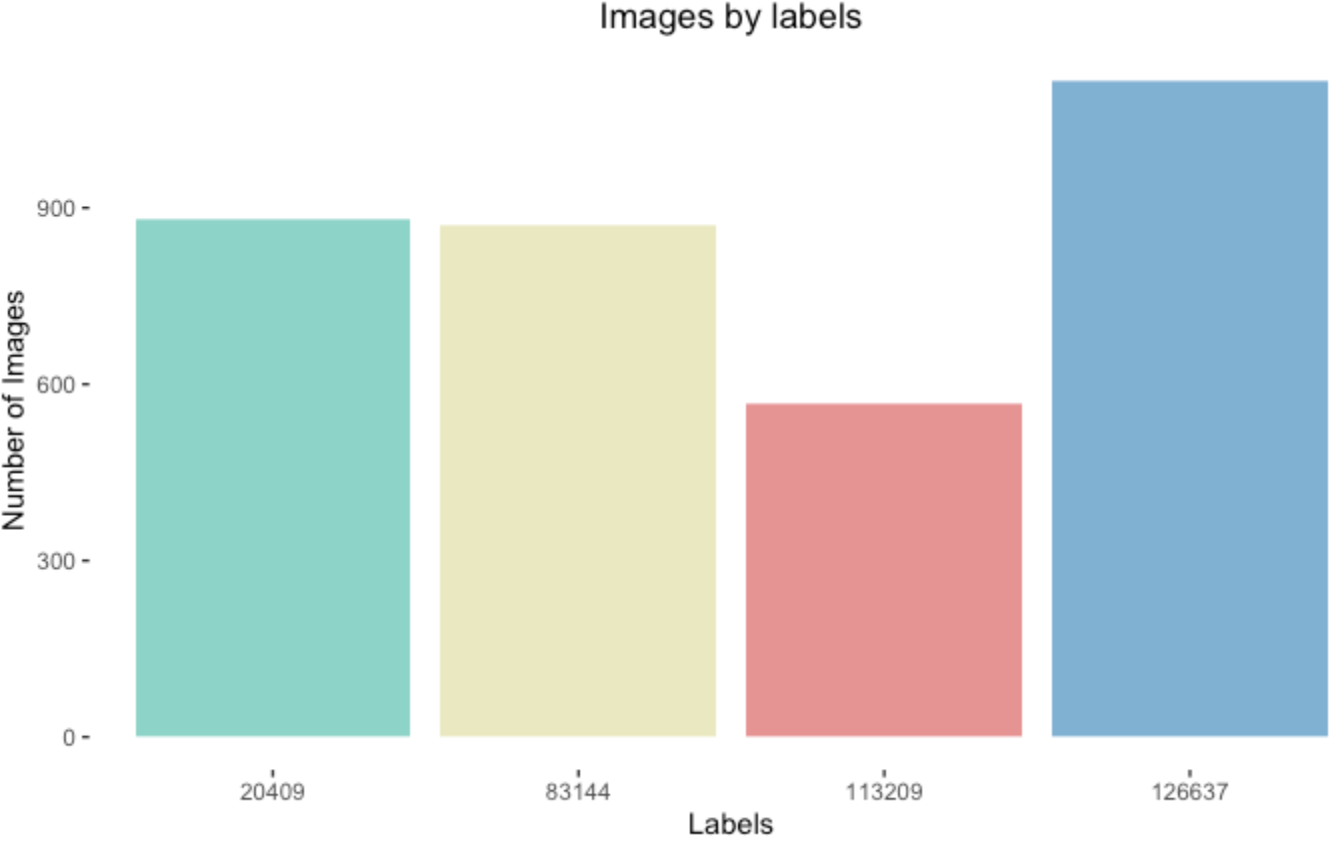 Images by labels
Number of Images
900
600
300
0
20409
83144
113209
126637
Labels